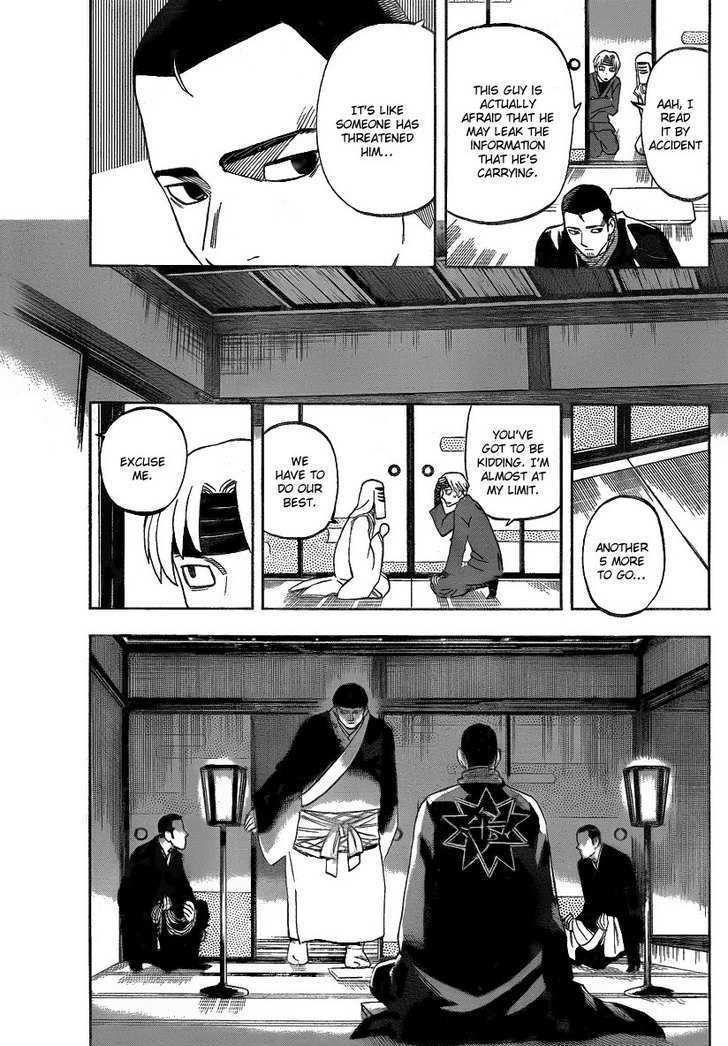 AAH, I
READ
IT BY
ACCIDENT
THIS GUY IS
ACTUALLY
AFRAID THAT HE
MAY LEAK THE
INFORMATION
THAT HE'S
CARRYING.
IT'S LIKE
SOMEONE HAS
THREATENED
HIM...
ANOTHER
5 MORE
TO GO...
YOU'VE
GOT TO BE
KIDDING. I'M
ALMOST AT
MY LIMIT.
WE
HAVE TO
DO OUR
BEST.
EXCUSE
ME.